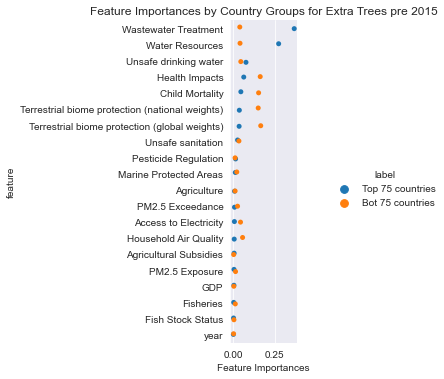 Feature Importances by Country Groups for Extra Trees pre 2015
Wastewater Treatment
Water Resources
Unsafe drinking water
Health Impacts
Child Mortality
Terrestrial biome protection (national weights)
Terrestrial biome protection (global weights)
Unsafe sanitation
Pesticide Regulation
Marine Protected Areas
Agriculture
PM2.5 Exceedance
Access to Electricity
Household Air Quality
Agricultural Subsidies
PM2.5 Exposure
GDP
Fisheries
Fish Stock Status
year
feature
0.00 0.25
Feature Importances
label
Top 75 countries
Bot 75 countries